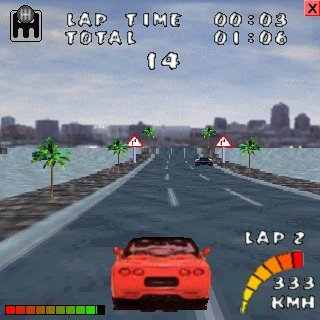 LAP TIME 00:03
TOTAL 01:06
14
LAP 2
333
KMH